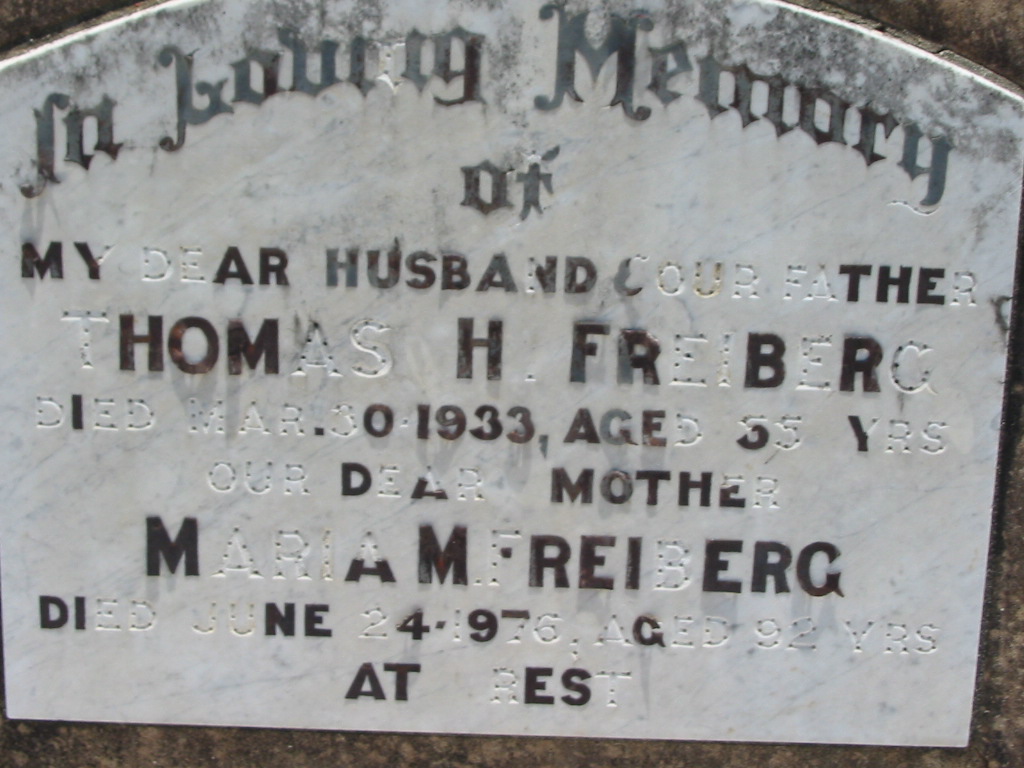 In Loving Memory
of
MY DEAR HUSBAND & OUR FATHER
THOMAS H. FREIBERG
DIED MAR. 30·1933, AGED 55 YRS
OUR DEAR MOTHER
MARIA M. FREIBERG
DIED JUNE 24·1976, AGED 92 YRS
AT REST